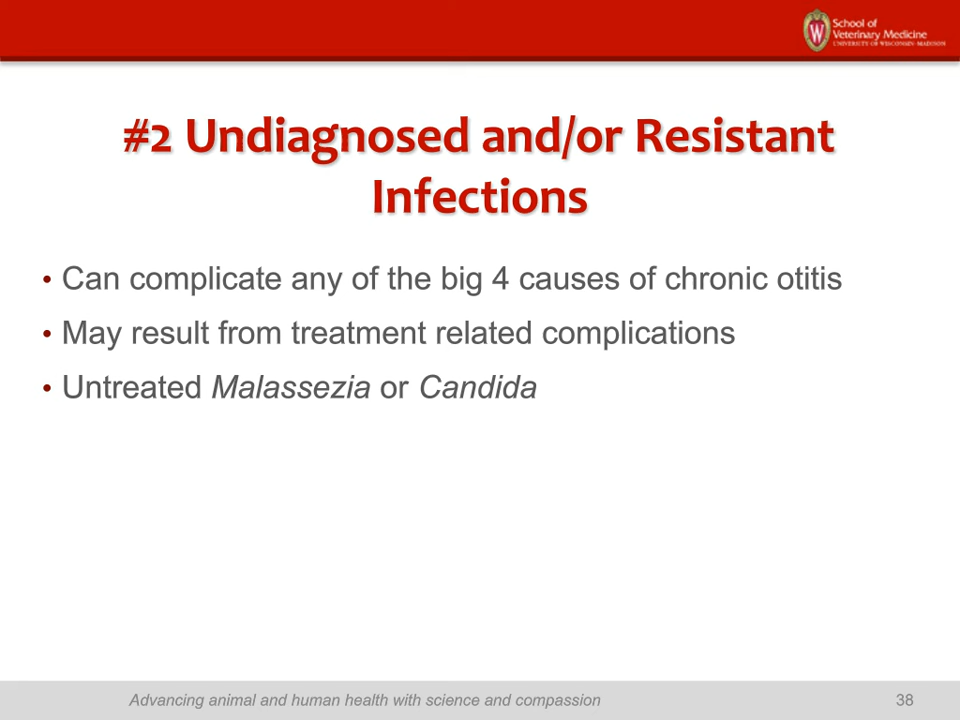 School of
Veterinary Medicine
UNIVERSITY OF WISCONSIN-MADISON
#2 Undiagnosed and/or Resistant
Infections
• Can complicate any of the big 4 causes of chronic otitis
• May result from treatment related complications
• Untreated Malassezia or Candida
Advancing animal and human health with science and compassion
38